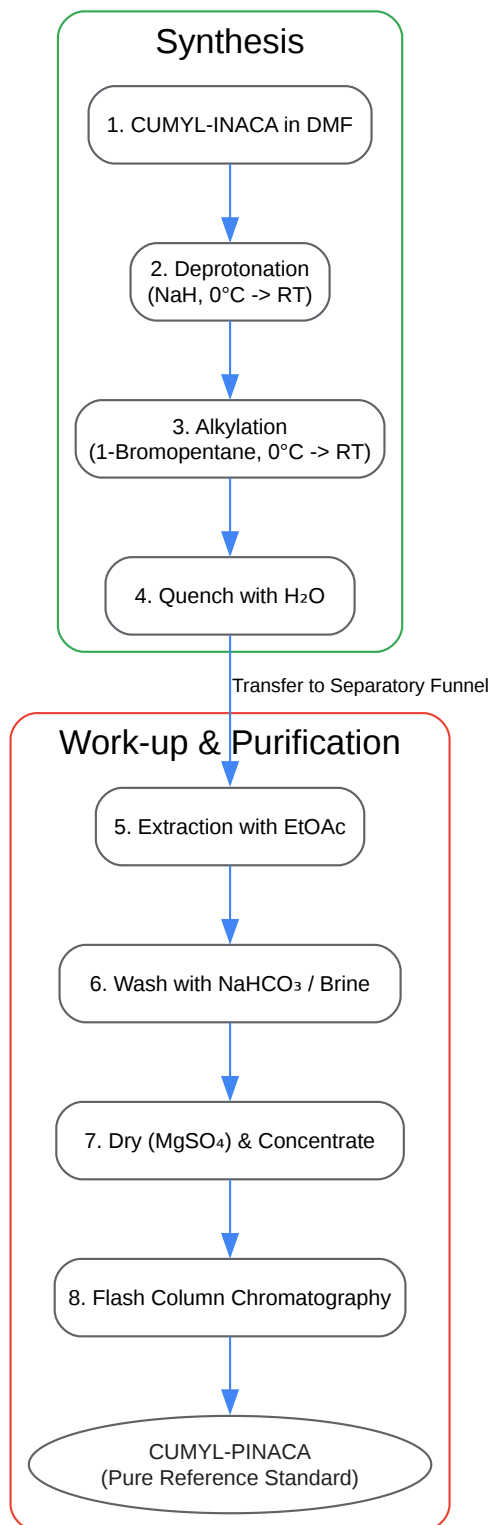 Synthesis
1. CUMYL-INACA in DMF
2. Deprotonation
(NaH, 0°C -> RT)
3. Alkylation
(1-Bromopentane, 0°C -> RT)
4. Quench with H₂O
Transfer to Separatory Funnel
Work-up & Purification
5. Extraction with EtOAc
6. Wash with NaHCO₃ / Brine
7. Dry (MgSO₄) & Concentrate
8. Flash Column Chromatography
CUMYL-PINACA
(Pure Reference Standard)